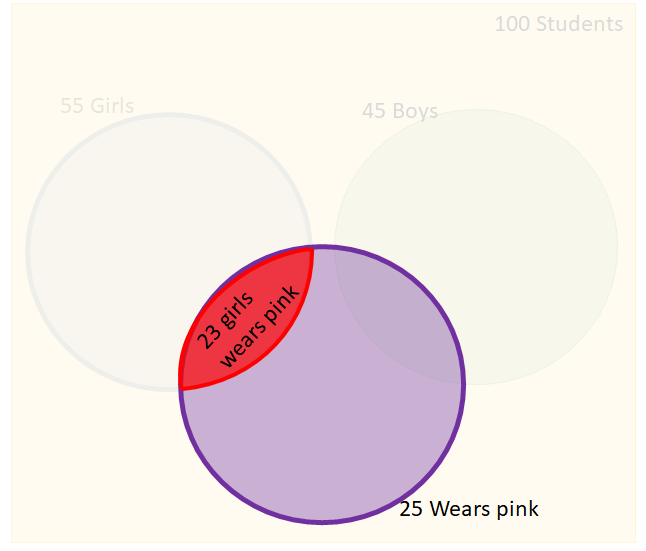 100 Students
55 Girls
45 Boys
23 girls
wears pink
25 Wears pink